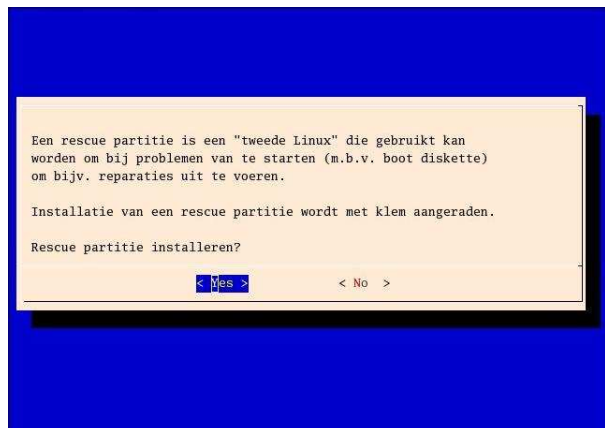 Een rescue partitie is een "tweede Linux" die gebruikt kan
worden om bij problemen van te starten (m.b.v. boot diskette)
om bijv. reparaties uit te voeren.
Installatie van een rescue partitie wordt met klem aangeraden.
Rescue partitie installeren?
< Yes > < No >